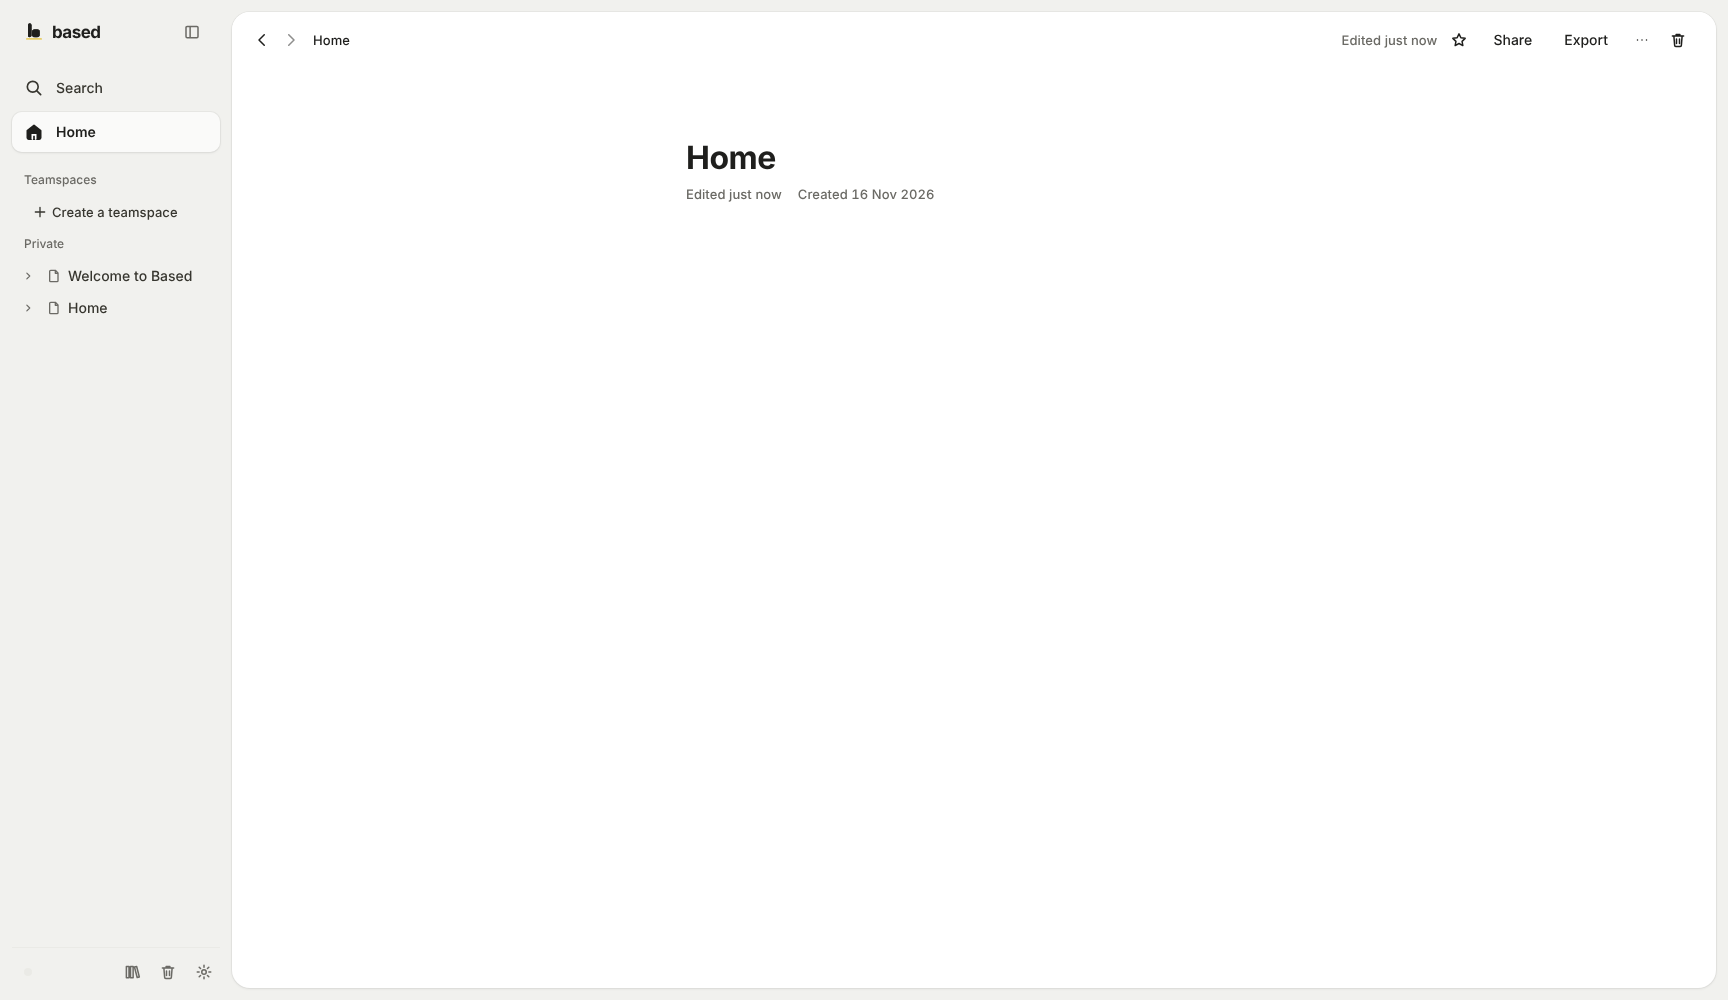 based
Search
Home
Teamspaces
Create a teamspace
Private
Welcome to Based
Home
Home
Edited just now
Share
Export
Home
Edited just now Created 16 Nov 2026